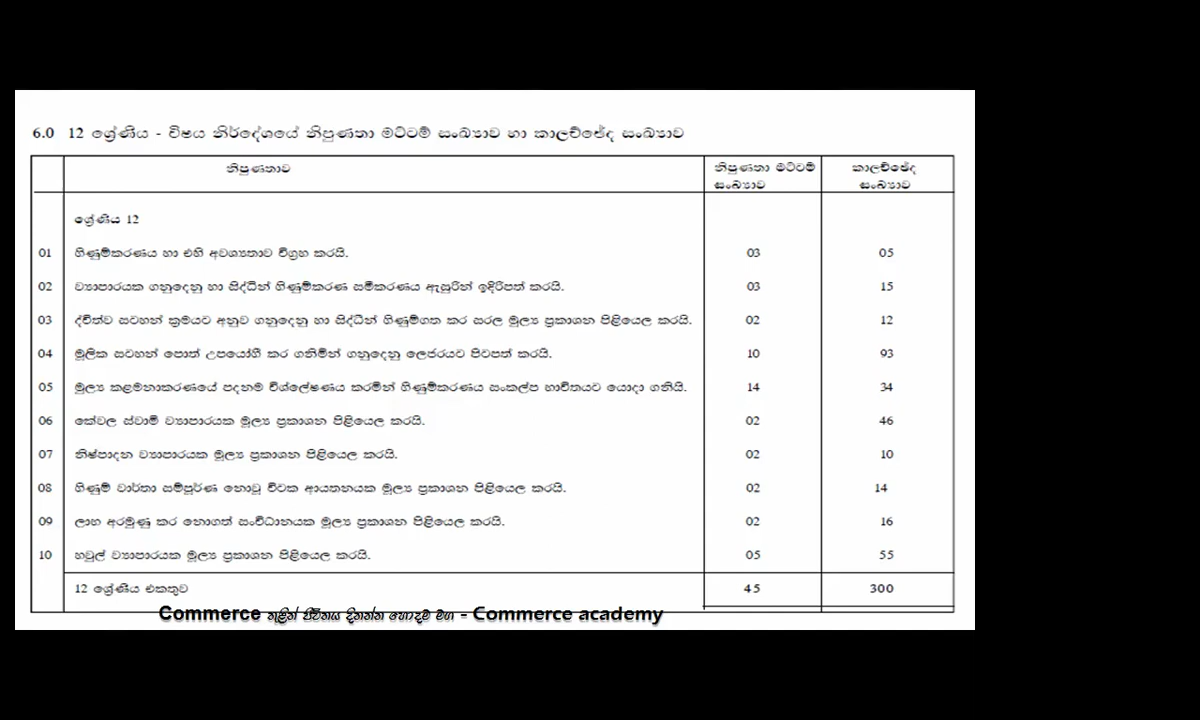 6.0 12 ශ්‍රේණිය - විෂය නිර්දේශයේ නිපුණතා මට්ටම් සංඛ්‍යාව හා කාලච්ඡේද සංඛ්‍යාව
නිපුණතාව නිපුණතා මට්ටම් සංඛ්‍යාව කාලච්ඡේද සංඛ්‍යාව
ශ්‍රේණිය 12
01 ගිණුම්කරණය හා එහි අවශ්‍යතාව විග්‍රහ කරයි. 03 05
02 ව්‍යාපාරයක ගනුදෙනු හා සිද්ධීන් ගිණුම්කරණ සමීකරණය ඇසුරින් ඉදිරිපත් කරයි. 03 15
03 ද්විත්ව සටහන් ක්‍රමයට අනුව ගනුදෙනු හා සිද්ධීන් ගිණුම්ගත කර සරල මූල්‍ය ප්‍රකාශන පිළියෙල කරයි. 02 12
04 මූලික සටහන් පොත් උපයෝගී කර ගනිමින් ගනුදෙනු ලෙජරයට පිටපත් කරයි. 10 93
05 මූල්‍ය කළමනාකරණයේ පදනම විශ්ලේෂණය කරමින් ගිණුම්කරණය සංකල්ප භාවිතයට යොදා ගනියි. 14 34
06 කේවල ස්වාමි ව්‍යාපාරයක මූල්‍ය ප්‍රකාශන පිළියෙල කරයි. 02 46
07 නිෂ්පාදන ව්‍යාපාරයක මූල්‍ය ප්‍රකාශන පිළියෙල කරයි. 02 10
08 ගිණුම් වාර්තා සම්පූර්ණ නොවූ විටක ආයතනයක මූල්‍ය ප්‍රකාශන පිළියෙල කරයි. 02 14
09 ලාභ අරමුණු කර නොගත් සංවිධානයක මූල්‍ය ප්‍රකාශන පිළියෙල කරයි. 02 16
10 හවුල් ව්‍යාපාරයක මූල්‍ය ප්‍රකාශන පිළියෙල කරයි. 05 55
12 ශ්‍රේණිය එකතුව 45 300
Commerce තුළින් ජීවිතය දිනන්න හොඳම මග - Commerce academy